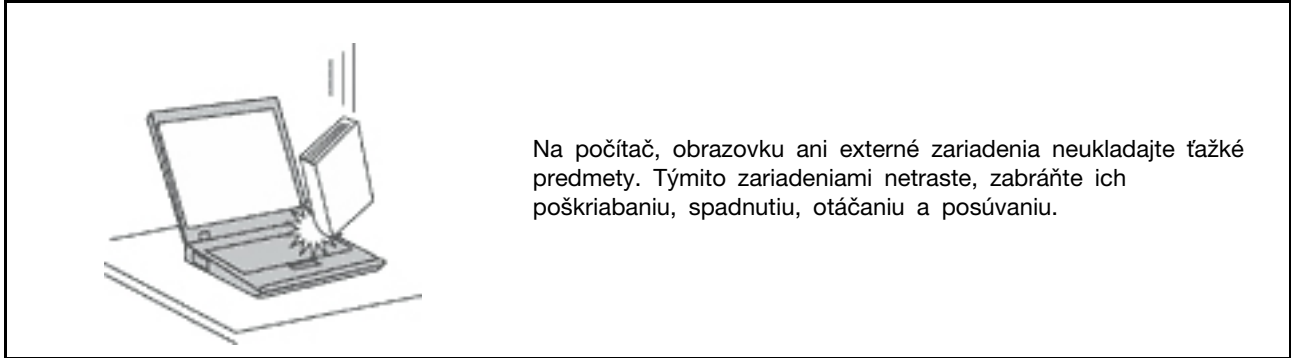 Na počítač, obrazovku ani externé zariadenia neukladajte ťažké
predmety. Týmito zariadeniami netraste, zabráňte ich
poškriabaniu, spadnutiu, otáčaniu a posúvaniu.